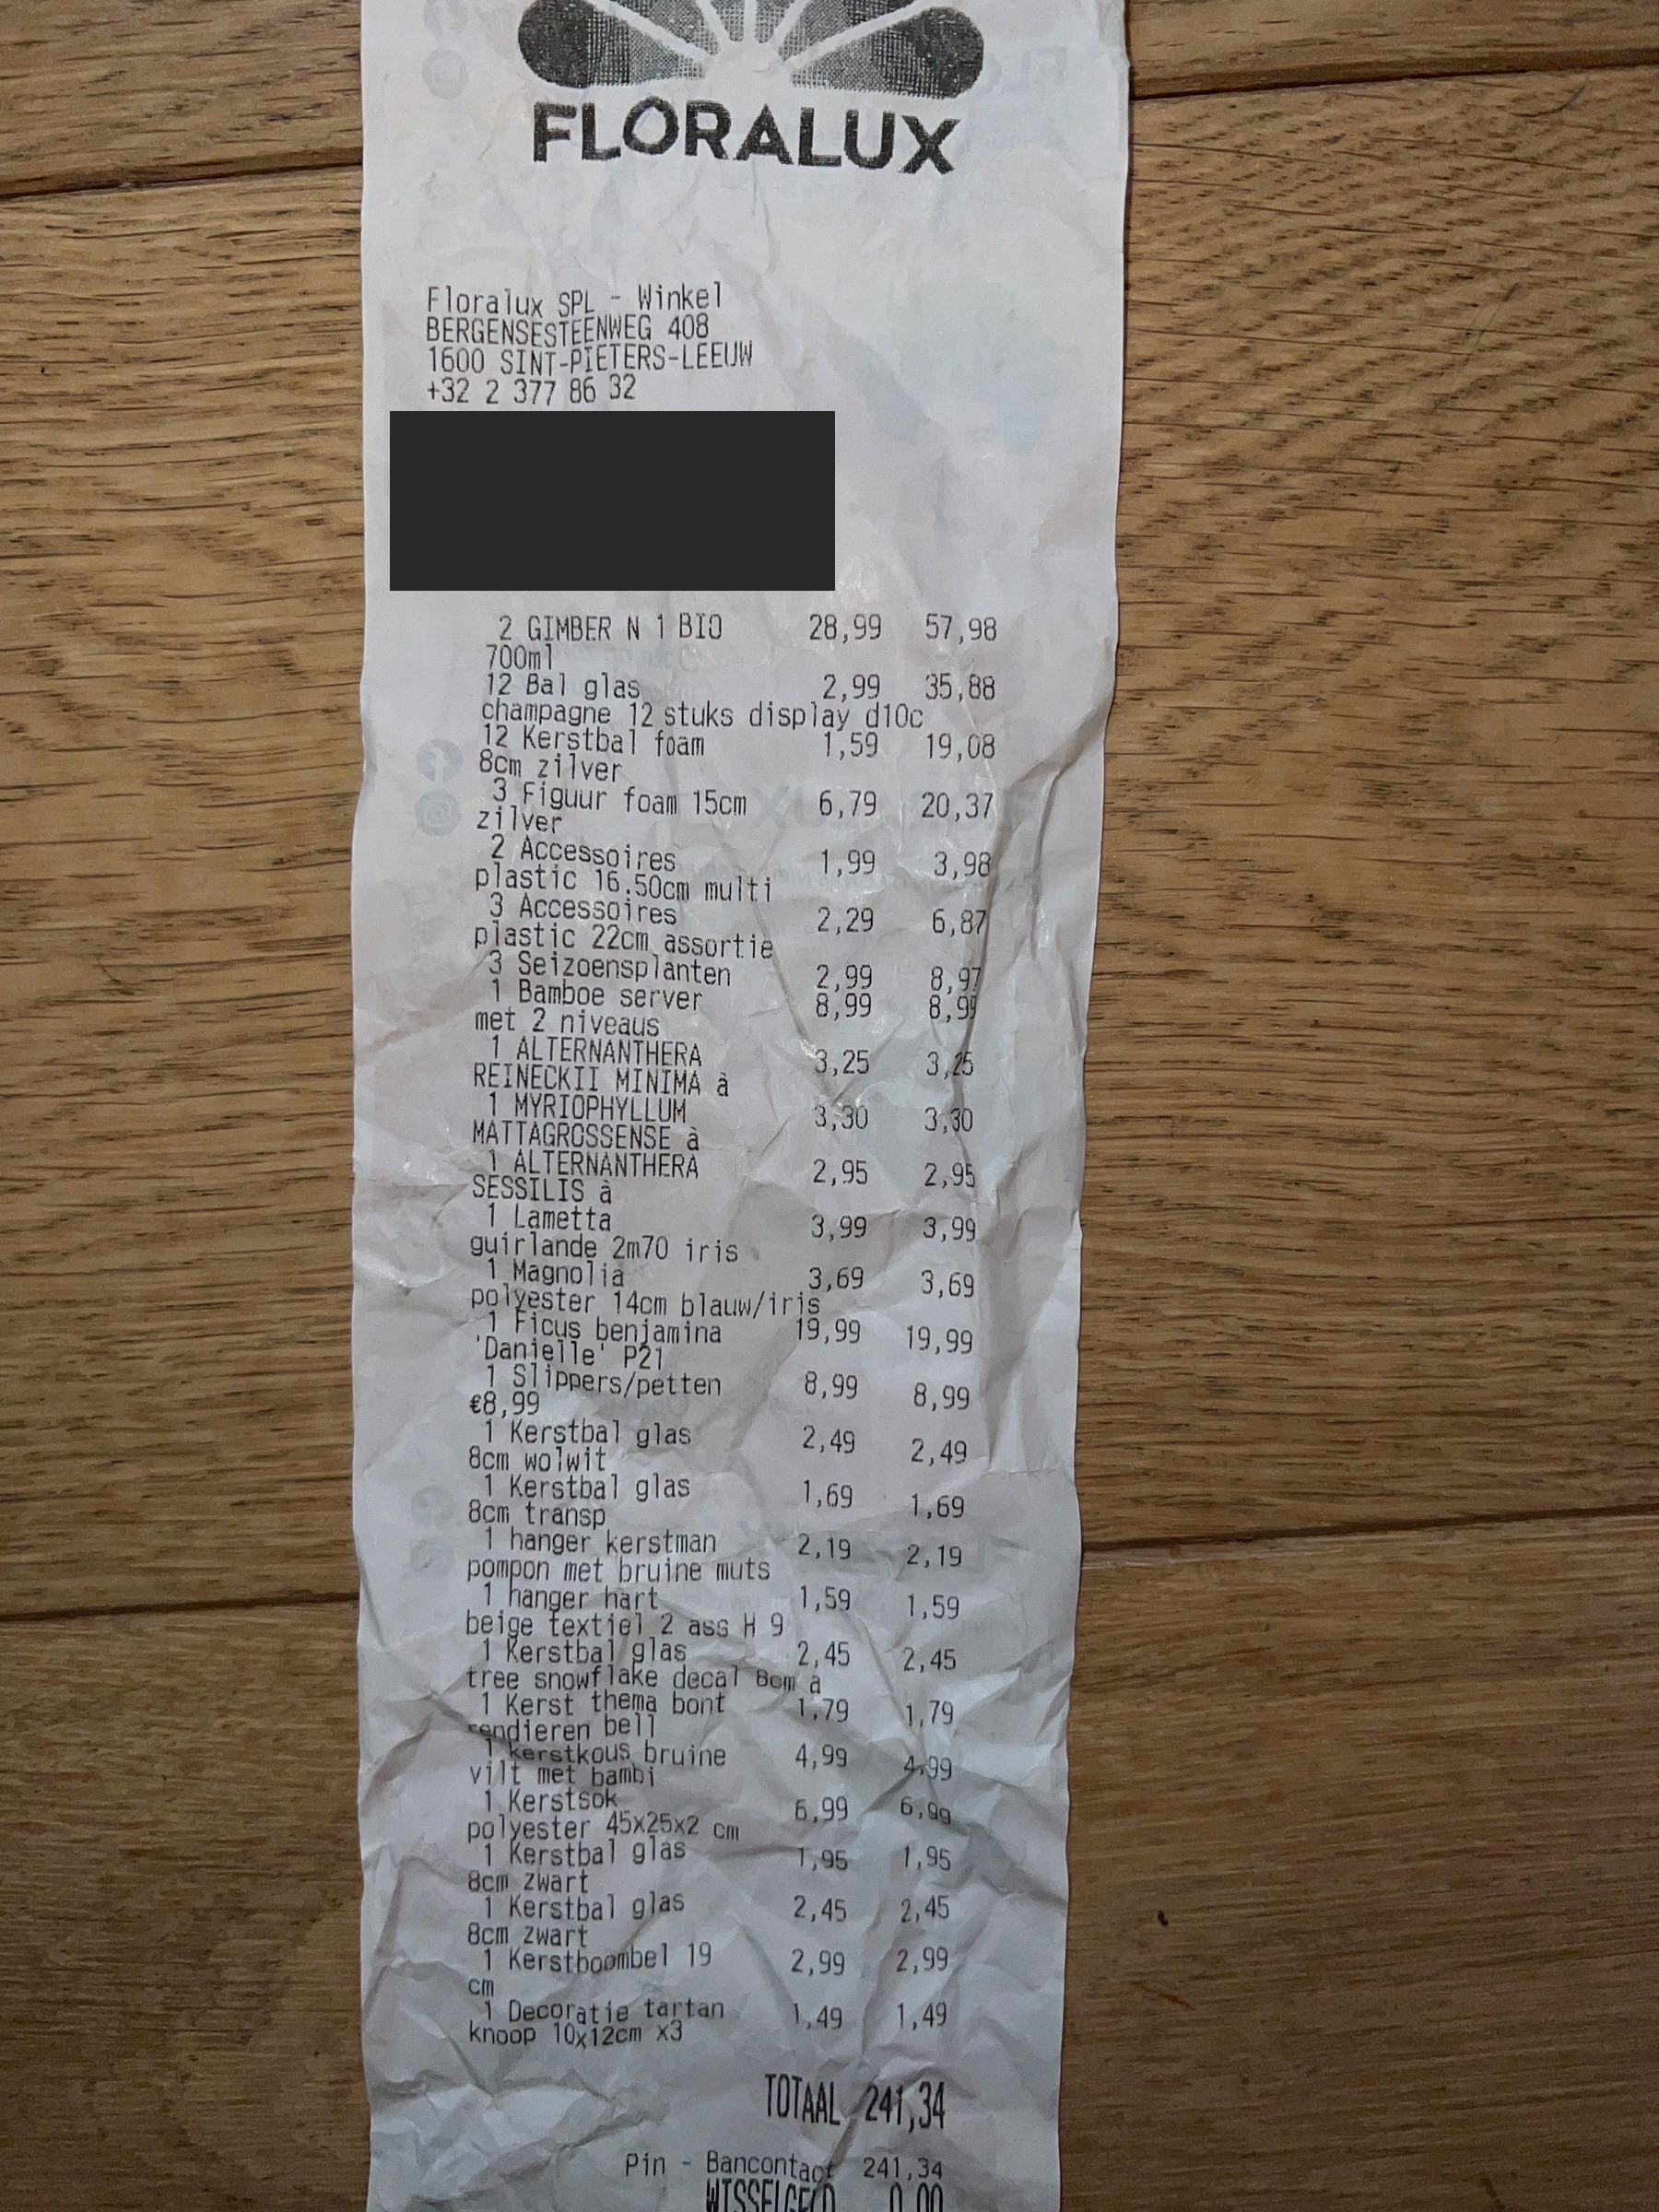 FLORALUX
Floralux SPL - Winkel
BERGENSESTEENWEG 408
1600 SINT-PIETERS-LEEUW
+32 2 377 86 32
2 GIMBER N 1 BIO 28,99 57,98
700ml
12 Bal glas 2,99 35,88
champagne 12 stuks display d10c
12 Kerstbal foam 1,59 19,08
8cm zilver
3 Figuur foam 15cm 6,79 20,37
zilver
2 Accessoires 1,99 3,98
plastic 16.50cm multi
3 Accessoires 2,29 6,87
plastic 22cm assortie
3 Seizoensplanten 2,99 8,97
1 Bamboe server 8,99 8,99
met 2 niveaus
1 ALTERNANTHERA 3,25 3,25
REINECKII MINIMA à
1 MYRIOPHYLLUM 3,30 3,30
MATTAGROSSENSE à
1 ALTERNANTHERA 2,95 2,95
SESSILIS à
1 Lametta 3,99 3,99
guirlande 2m70 iris
1 Magnolia 3,69 3,69
polyester 14cm blauw/iris
1 Ficus benjamina 19,99 19,99
'Danielle' P21
1 Slippers/petten 8,99 8,99
€8,99
1 Kerstbal glas 2,49 2,49
8cm wolwit
1 Kerstbal glas 1,69 1,69
8cm transp
1 hanger kerstman 2,19 2,19
pompon met bruine muts
1 hanger hart 1,59 1,59
beige textiel 2 ass H 9
1 Kerstbal glas 2,45 2,45
tree snowflake decal 8cm a
1 Kerst thema bont 1,79 1,79
rendieren bell
1 kerstkous bruine 4,99 4,99
vilt met bambi
1 Kerstsok 6,99 6,99
polyester 45x25x2 cm
1 Kerstbal glas 1,95 1,95
8cm zwart
1 Kerstbal glas 2,45 2,45
8cm zwart
1 Kerstboombel 19 2,99 2,99
cm
1 Decoratie tartan 1,49 1,49
knoop 10x12cm x3
TOTAAL 241,34
Pin - Bancontact 241,34
WISSELGELD 0,00